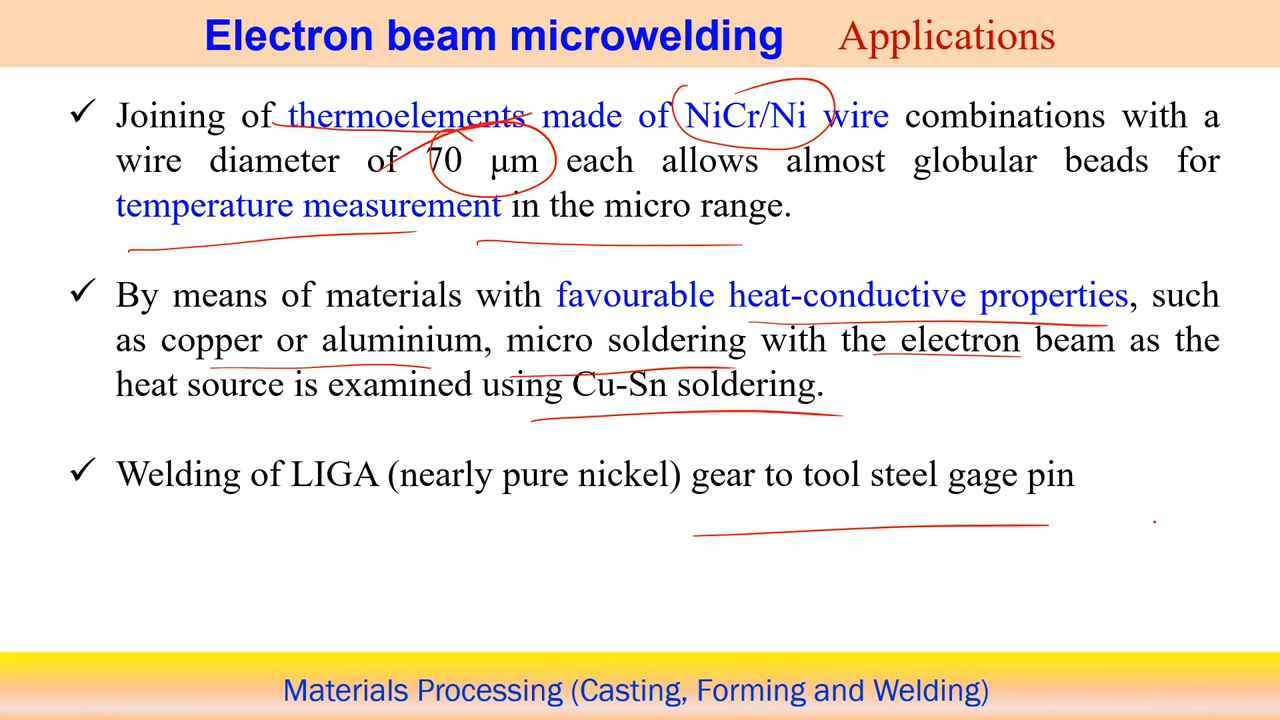 Electron beam microwelding Applications
✓ Joining of thermoelements made of NiCr/Ni wire combinations with a
wire diameter of 70 μm each allows almost globular beads for
temperature measurement in the micro range.
✓ By means of materials with favourable heat-conductive properties, such
as copper or aluminium, micro soldering with the electron beam as the
heat source is examined using Cu-Sn soldering.
✓ Welding of LIGA (nearly pure nickel) gear to tool steel gage pin
Materials Processing (Casting, Forming and Welding)